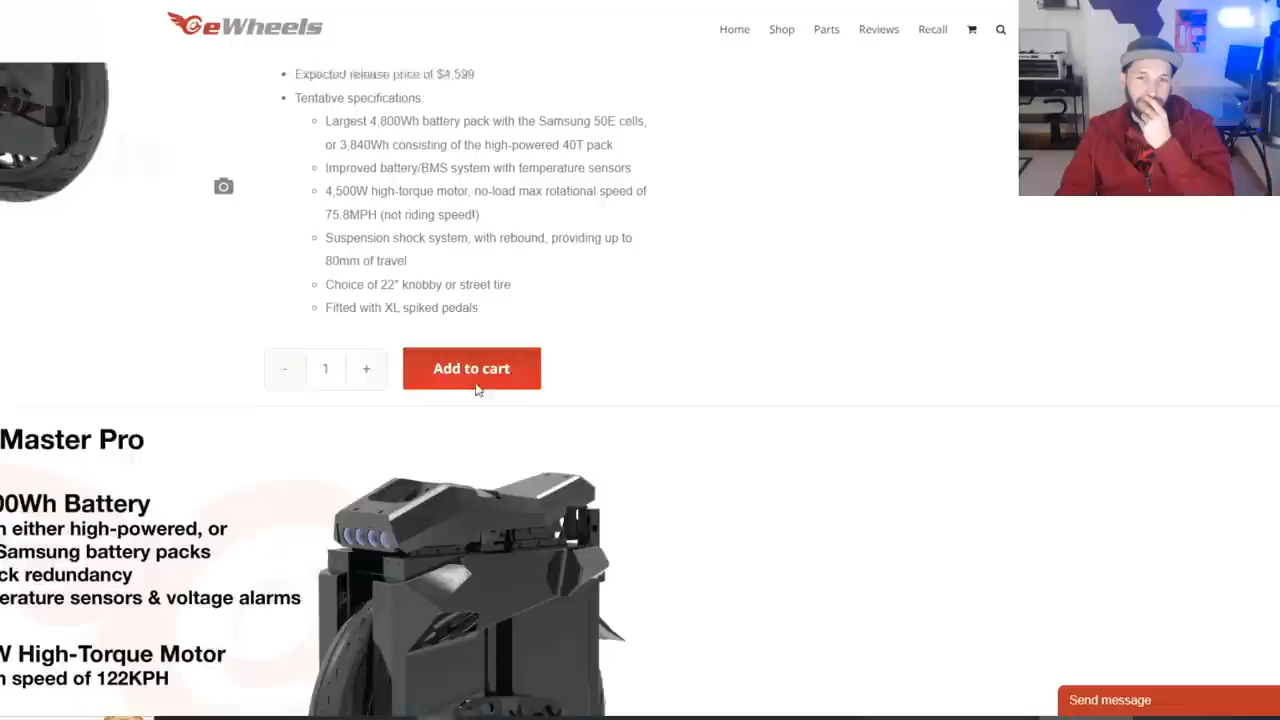 eWheels
Home Shop Parts Reviews Recall
Expected release price of $4,599
Tentative specifications.
Largest 4,800Wh battery pack with the Samsung 50E cells,
or 3,840Wh consisting of the high-powered 40T pack
Improved battery/BMS system with temperature sensors
4,500W high-torque motor, no-load max rotational speed of
75.8MPH (not riding speed!)
Suspension shock system, with rebound, providing up to
80mm of travel
Choice of 22" knobby or street tire
Fitted with XL spiked pedals
- 1 + Add to cart
Master Pro
00Wh Battery
n either high-powered, or
Samsung battery packs
ck redundancy
erature sensors & voltage alarms
W High-Torque Motor
n speed of 122KPH
Send message